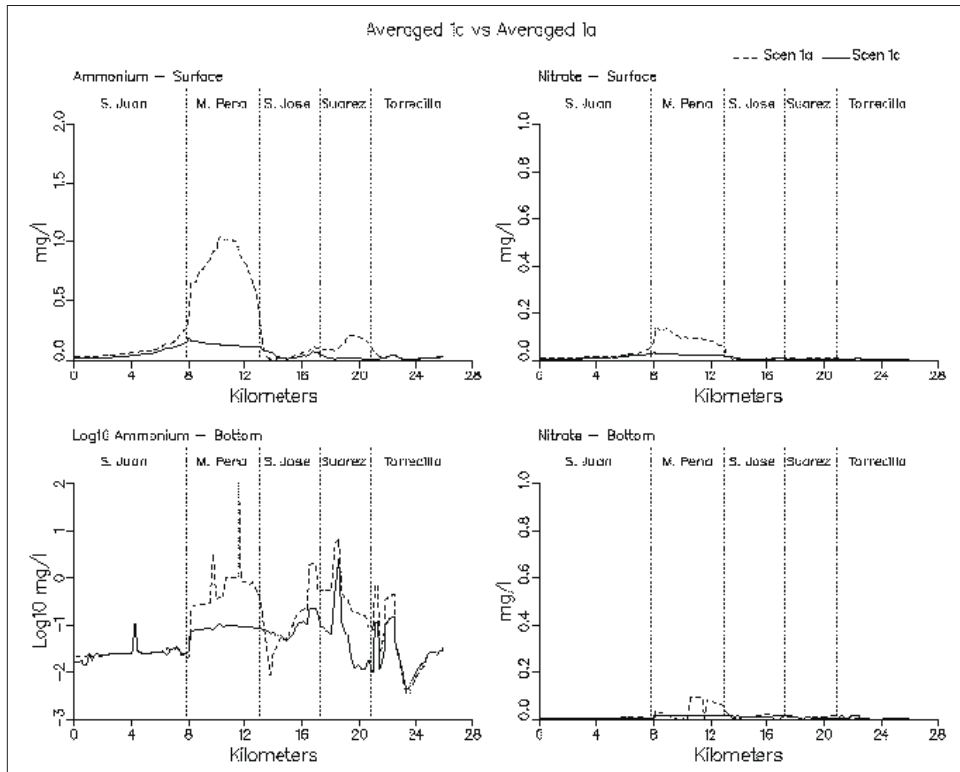 Averaged 1c vs Averaged 1a
Scen 1a Scen 1c
Ammonium – Surface
S. Juan M. Pena S. Jose Suarez Torrecilla
2.0
1.5
1.0
0.5
0.0
mg/l
0 4 8 12 16 20 24 28
Kilometers
Nitrate – Surface
S. Juan M. Pena S. Jose Suarez Torrecilla
1.0
0.8
0.6
0.4
0.2
0.0
mg/l
0 4 8 12 16 20 24 28
Kilometers
Log10 Ammonium – Bottom
S. Juan M. Pena S. Jose Suarez Torrecilla
2
1
0
-1
-2
-3
Log10 mg/l
0 4 8 12 16 20 24 28
Kilometers
Nitrate – Bottom
S. Juan M. Pena S. Jose Suarez Torrecilla
1.0
0.8
0.6
0.4
0.2
0.0
mg/l
0 4 8 12 16 20 24 28
Kilometers